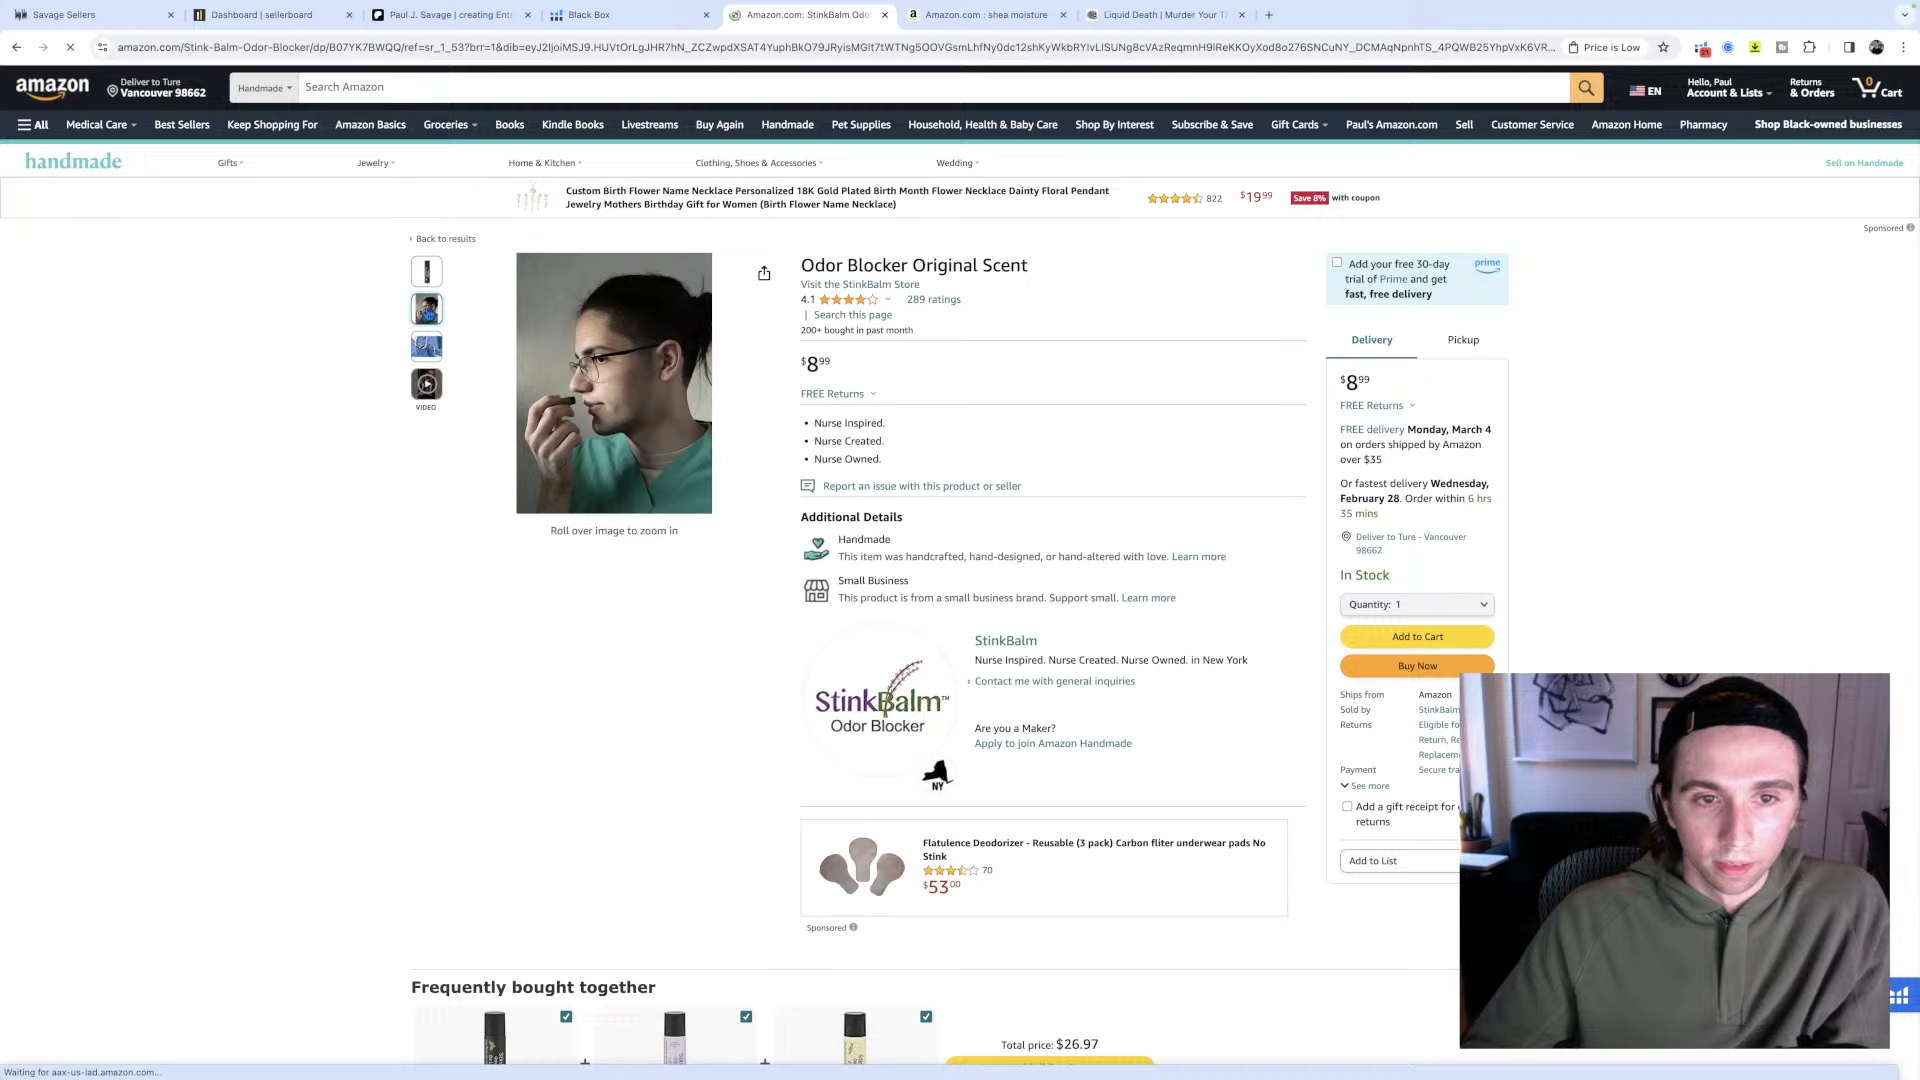 Savage Sellers
Dashboard | sellerboard
Paul J. Savage | creating Ent
Black Box
Amazon.com: StinkBalm Odo
Amazon.com : shea moisture
Liquid Death | Murder Your T
Price is Low
21
amazon
Deliver to Ture
Vancouver 98662
Handmade
Search Amazon
EN
Hello, Paul
Account & Lists
Returns
& Orders
0
Cart
All
Medical Care
Best Sellers
Keep Shopping For
Amazon Basics
Groceries
Books
Kindle Books
Livestreams
Buy Again
Handmade
Pet Supplies
Household, Health & Baby Care
Shop By Interest
Subscribe & Save
Gift Cards
Paul's Amazon.com
Sell
Customer Service
Amazon Home
Pharmacy
Shop Black-owned businesses
handmade
Gifts
Jewelry
Home & Kitchen
Clothing, Shoes & Accessories
Wedding
Sell on Handmade
Custom Birth Flower Name Necklace Personalized 18K Gold Plated Birth Month Flower Necklace Dainty Floral Pendant
Jewelry Mothers Birthday Gift for Women (Birth Flower Name Necklace)
822
$19 99
Save 8% with coupon
Sponsored
‹ Back to results
VIDEO
Roll over image to zoom in
Odor Blocker Original Scent
Visit the StinkBalm Store
4.1
289 ratings
| Search this page
200+ bought in past month
$8 99
FREE Returns
• Nurse Inspired.
• Nurse Created.
• Nurse Owned.
Report an issue with this product or seller
Additional Details
Handmade
This item was handcrafted, hand-designed, or hand-altered with love. Learn more
Small Business
This product is from a small business brand. Support small. Learn more
StinkBalm™
Odor Blocker
NY
StinkBalm
Nurse Inspired. Nurse Created. Nurse Owned. in New York
› Contact me with general inquiries
Are you a Maker?
Apply to join Amazon Handmade
Flatulence Deodorizer - Reusable (3 pack) Carbon fliter underwear pads No
Stink
70
$53 00
Sponsored
Add your free 30-day
trial of Prime and get
fast, free delivery
prime
Delivery
Pickup
$8 99
FREE Returns
FREE delivery Monday, March 4
on orders shipped by Amazon
over $35
Or fastest delivery Wednesday,
February 28. Order within 6 hrs
35 mins
Deliver to Ture - Vancouver
98662
In Stock
Quantity: 1
Add to Cart
Buy Now
Ships from
Amazon
Sold by
StinkBalm
Returns
Eligible fo
Return, Re
Replacem
Payment
Secure tra
See more
Add a gift receipt for
returns
Add to List
Frequently bought together
+
+
Total price: $26.97
Waiting for aax-us-iad.amazon.com...